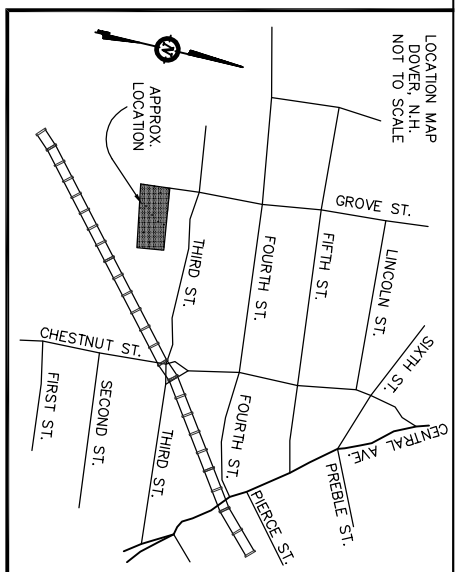 LOCATION MAP
DOVER, N.H.
NOT TO SCALE
N
APPROX.
LOCATION
GROVE ST.
LINCOLN ST.
SIXTH ST.
FIFTH ST.
FOURTH ST.
THIRD ST.
CENTRAL AVE.
PREBLE ST.
CHESTNUT ST.
FOURTH ST.
PIERCE ST.
THIRD ST.
SECOND ST.
FIRST ST.